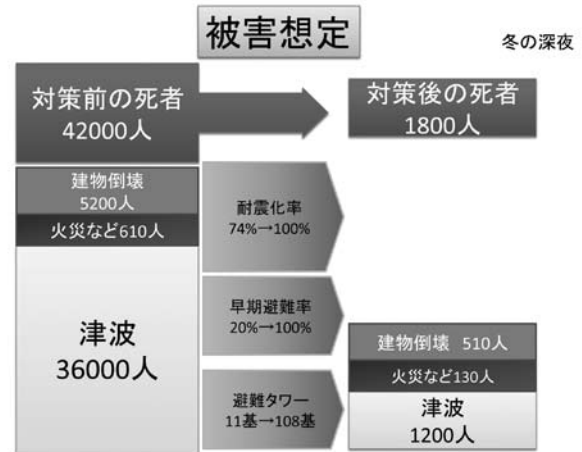 被害想定
冬の深夜
対策前の死者
42000人
対策後の死者
1800人
建物倒壊
5200人
火災など610人
津波
36000人
耐震化率
74%→100%
早期避難率
20%→100%
避難タワー
11基→108基
建物倒壊 510人
火災など130人
津波
1200人